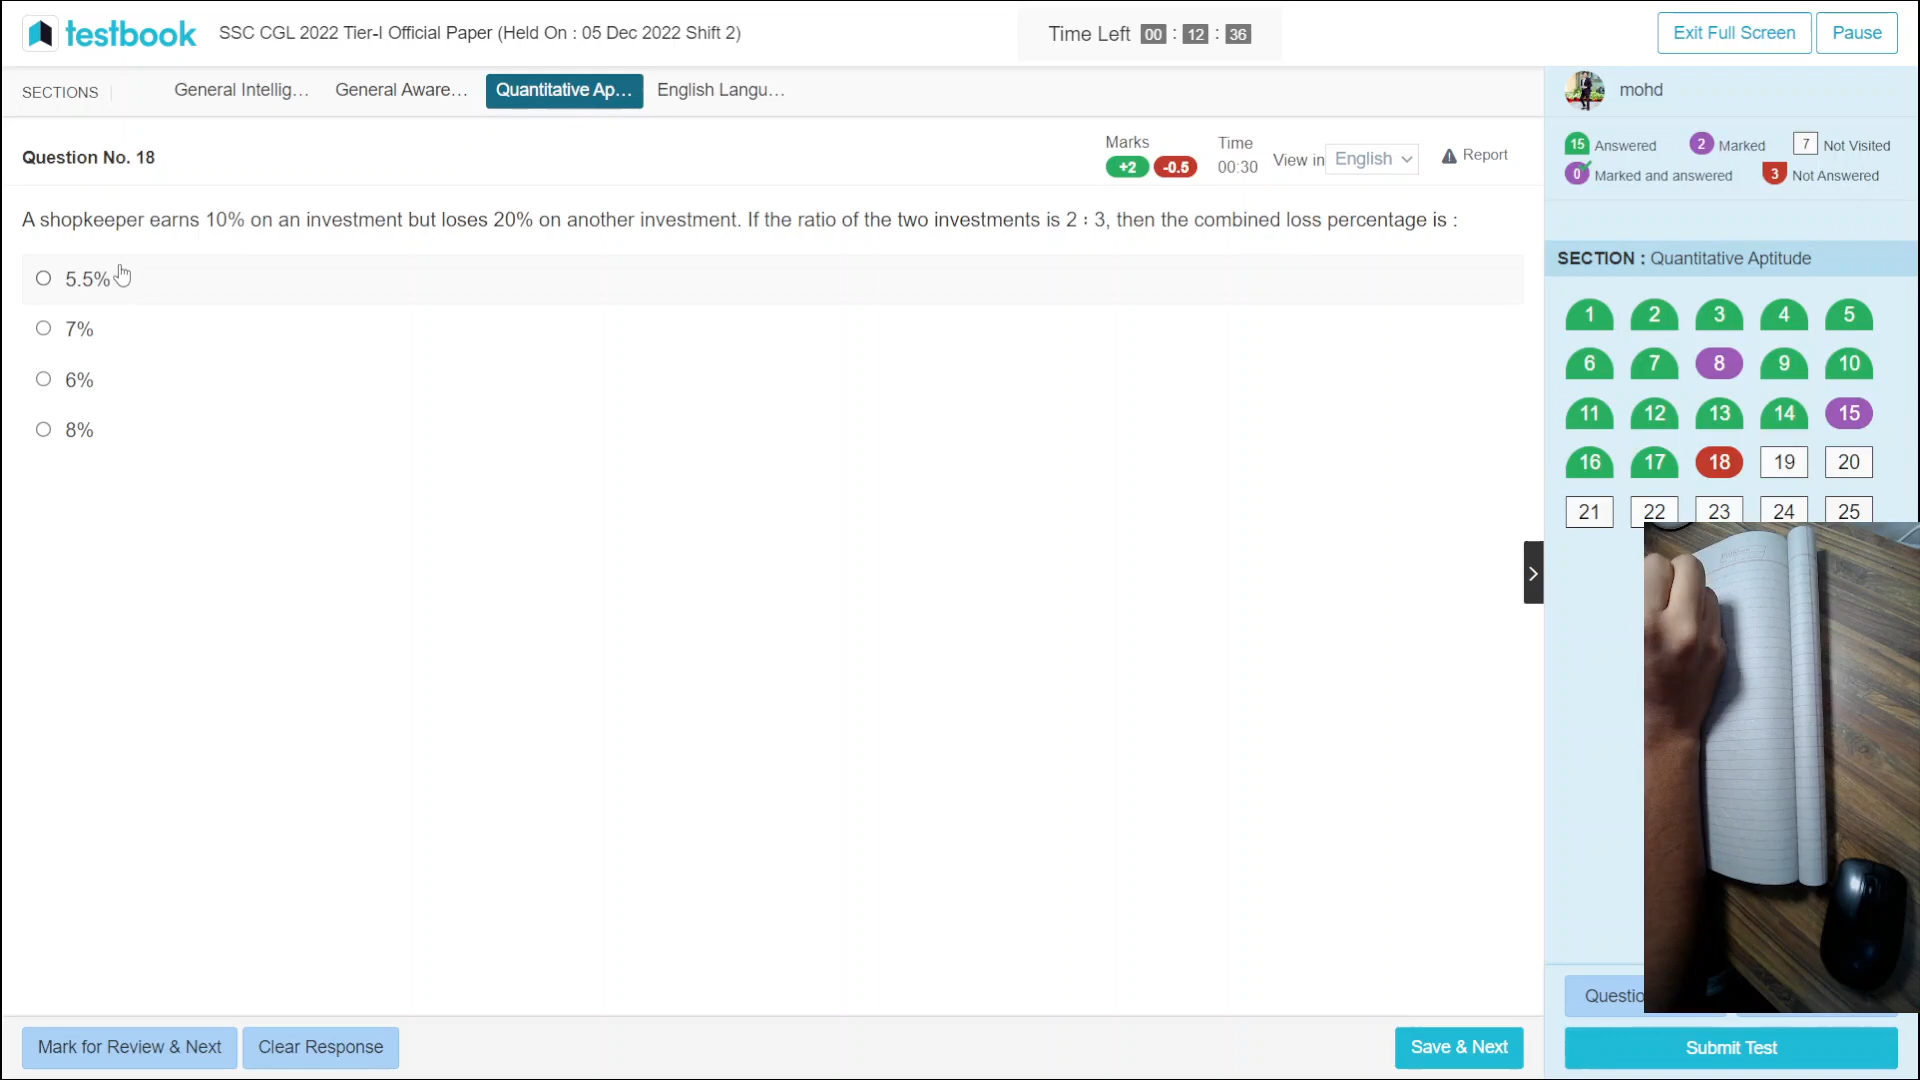 testbook
SSC CGL 2022 Tier-I Official Paper (Held On : 05 Dec 2022 Shift 2)
Time Left 00 : 12 : 36
Exit Full Screen
Pause
SECTIONS
General Intellig...
General Aware...
Quantitative Ap...
English Langu...
mohd
Question No. 18
Marks
+2 -0.5
Time
00:30
View in English
Report
15 Answered
2 Marked
7 Not Visited
0 Marked and answered
3 Not Answered
A shopkeeper earns 10% on an investment but loses 20% on another investment. If the ratio of the two investments is 2 : 3, then the combined loss percentage is :
5.5%
7%
6%
8%
SECTION : Quantitative Aptitude
1 2 3 4 5
6 7 8 9 10
11 12 13 14 15
16 17 18 19 20
21 22 23 24 25
Mark for Review & Next
Clear Response
Save & Next
Questio
Submit Test